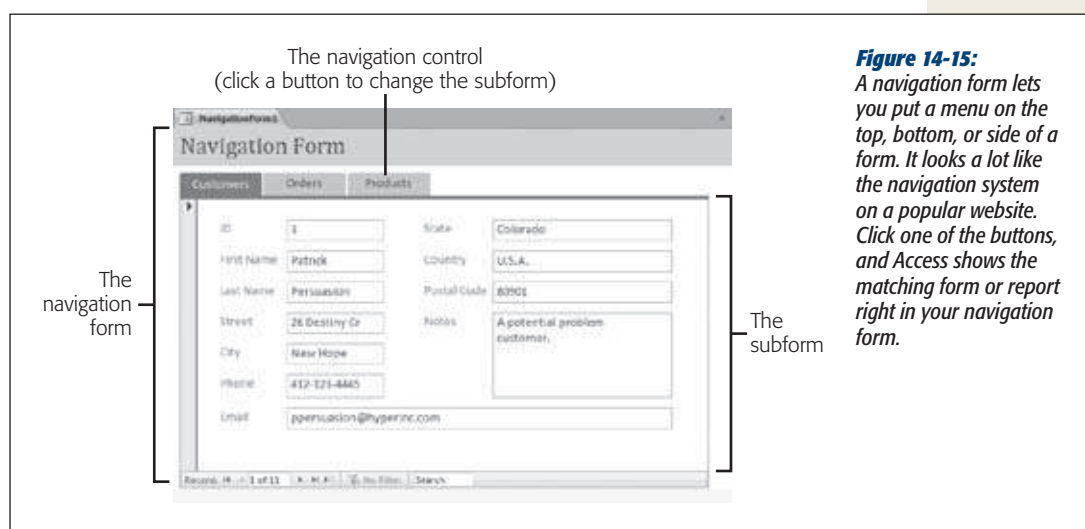 The navigation control
(click a button to change the subform)
NavigationForm1
Navigation Form
Customers Orders Products
ID 1 State Colorado
First Name Patrick Country U.S.A.
Last Name Persuasion Postal Code 80901
Street 26 Destiny Cr Notes A potential problem
customer.
City New Hope
Phone 412-123-4445
Email ppersuasion@hyperinc.com
Record: 1 of 11 No Filter Search
The
navigation
form
The
subform
Figure 14-15:
A navigation form lets
you put a menu on the
top, bottom, or side of a
form. It looks a lot like
the navigation system
on a popular website.
Click one of the buttons,
and Access shows the
matching form or report
right in your navigation
form.